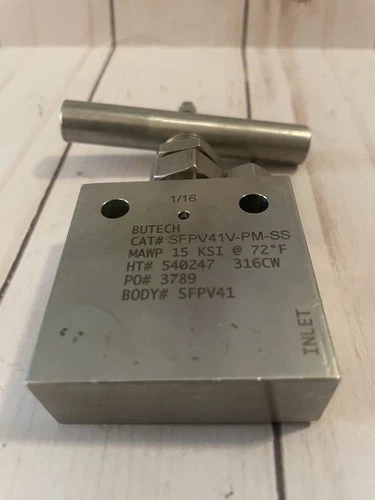 1/16
BUTECH
CAT# SFPV41V-PM-SS
MAWP 15 KSI @ 72°F
HT# 540247 316CW
PO# 3789
BODY# SFPV41
INLET